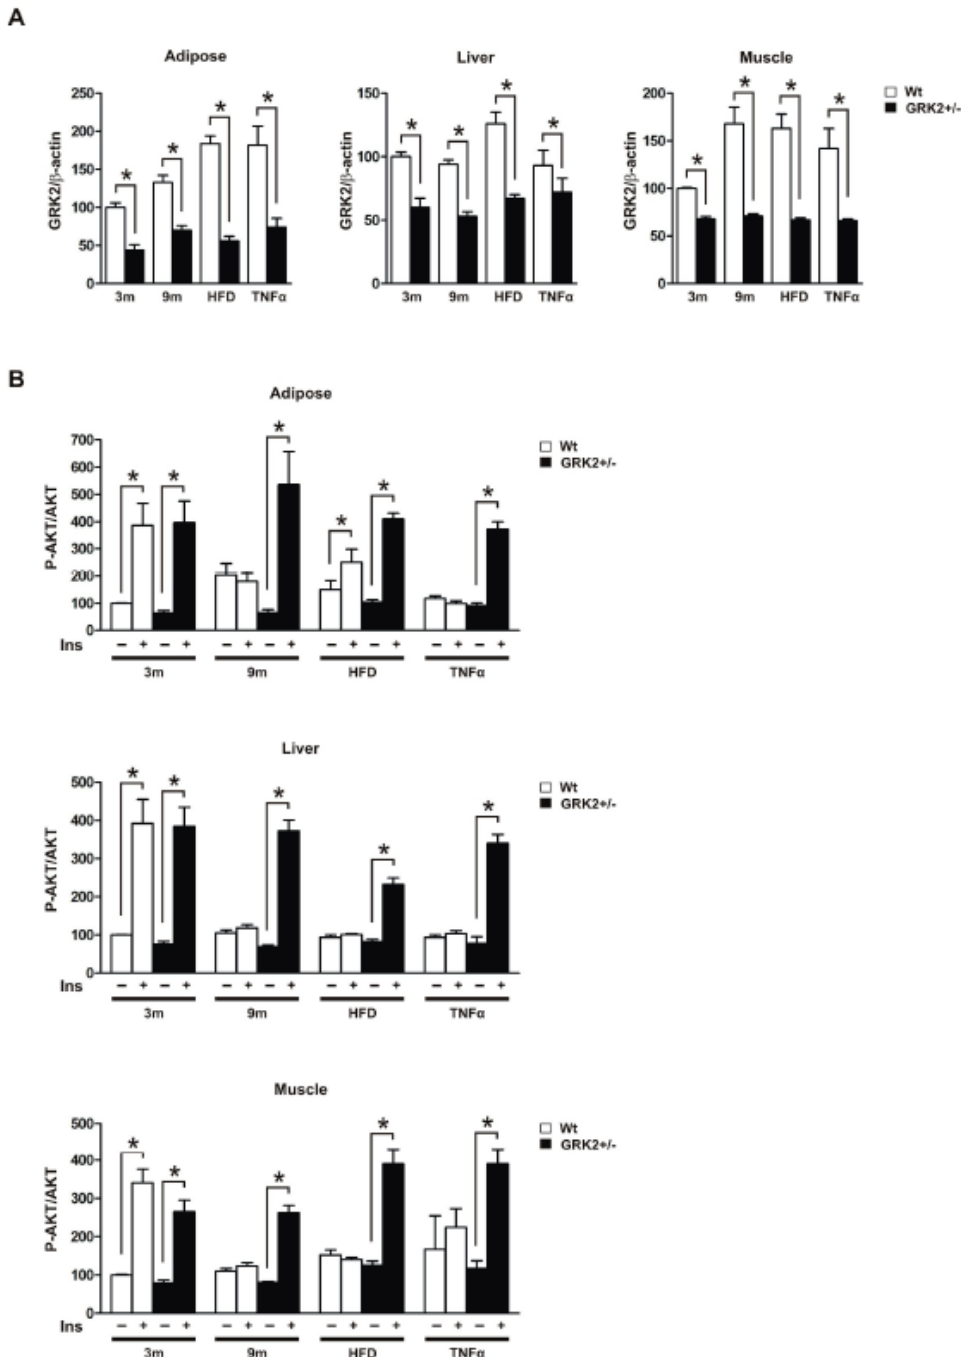 A
Adipose
Liver
Muscle
Wt
GRK2+/-
GRK2/β-actin
250
200
150
100
50
0
*
*
*
*
3m 9m HFD TNFα
GRK2/β-actin
150
100
50
0
*
*
*
*
3m 9m HFD TNFα
GRK2/β-actin
200
150
100
50
0
*
*
*
*
3m 9m HFD TNFα
B
Adipose
Wt
GRK2+/-
P-AKT/AKT
700
600
500
400
300
200
100
0
*
*
*
*
*
*
Ins – + – + – + – + – + – + – + – +
3m 9m HFD TNFα
Liver
Wt
GRK2+/-
P-AKT/AKT
500
400
300
200
100
0
*
*
*
*
*
Ins – + – + – + – + – + – + – + – +
3m 9m HFD TNFα
Muscle
Wt
GRK2+/-
P-AKT/AKT
500
400
300
200
100
0
*
*
*
*
*
Ins – + – + – + – + – + – + – + – +
3m 9m HFD TNFα